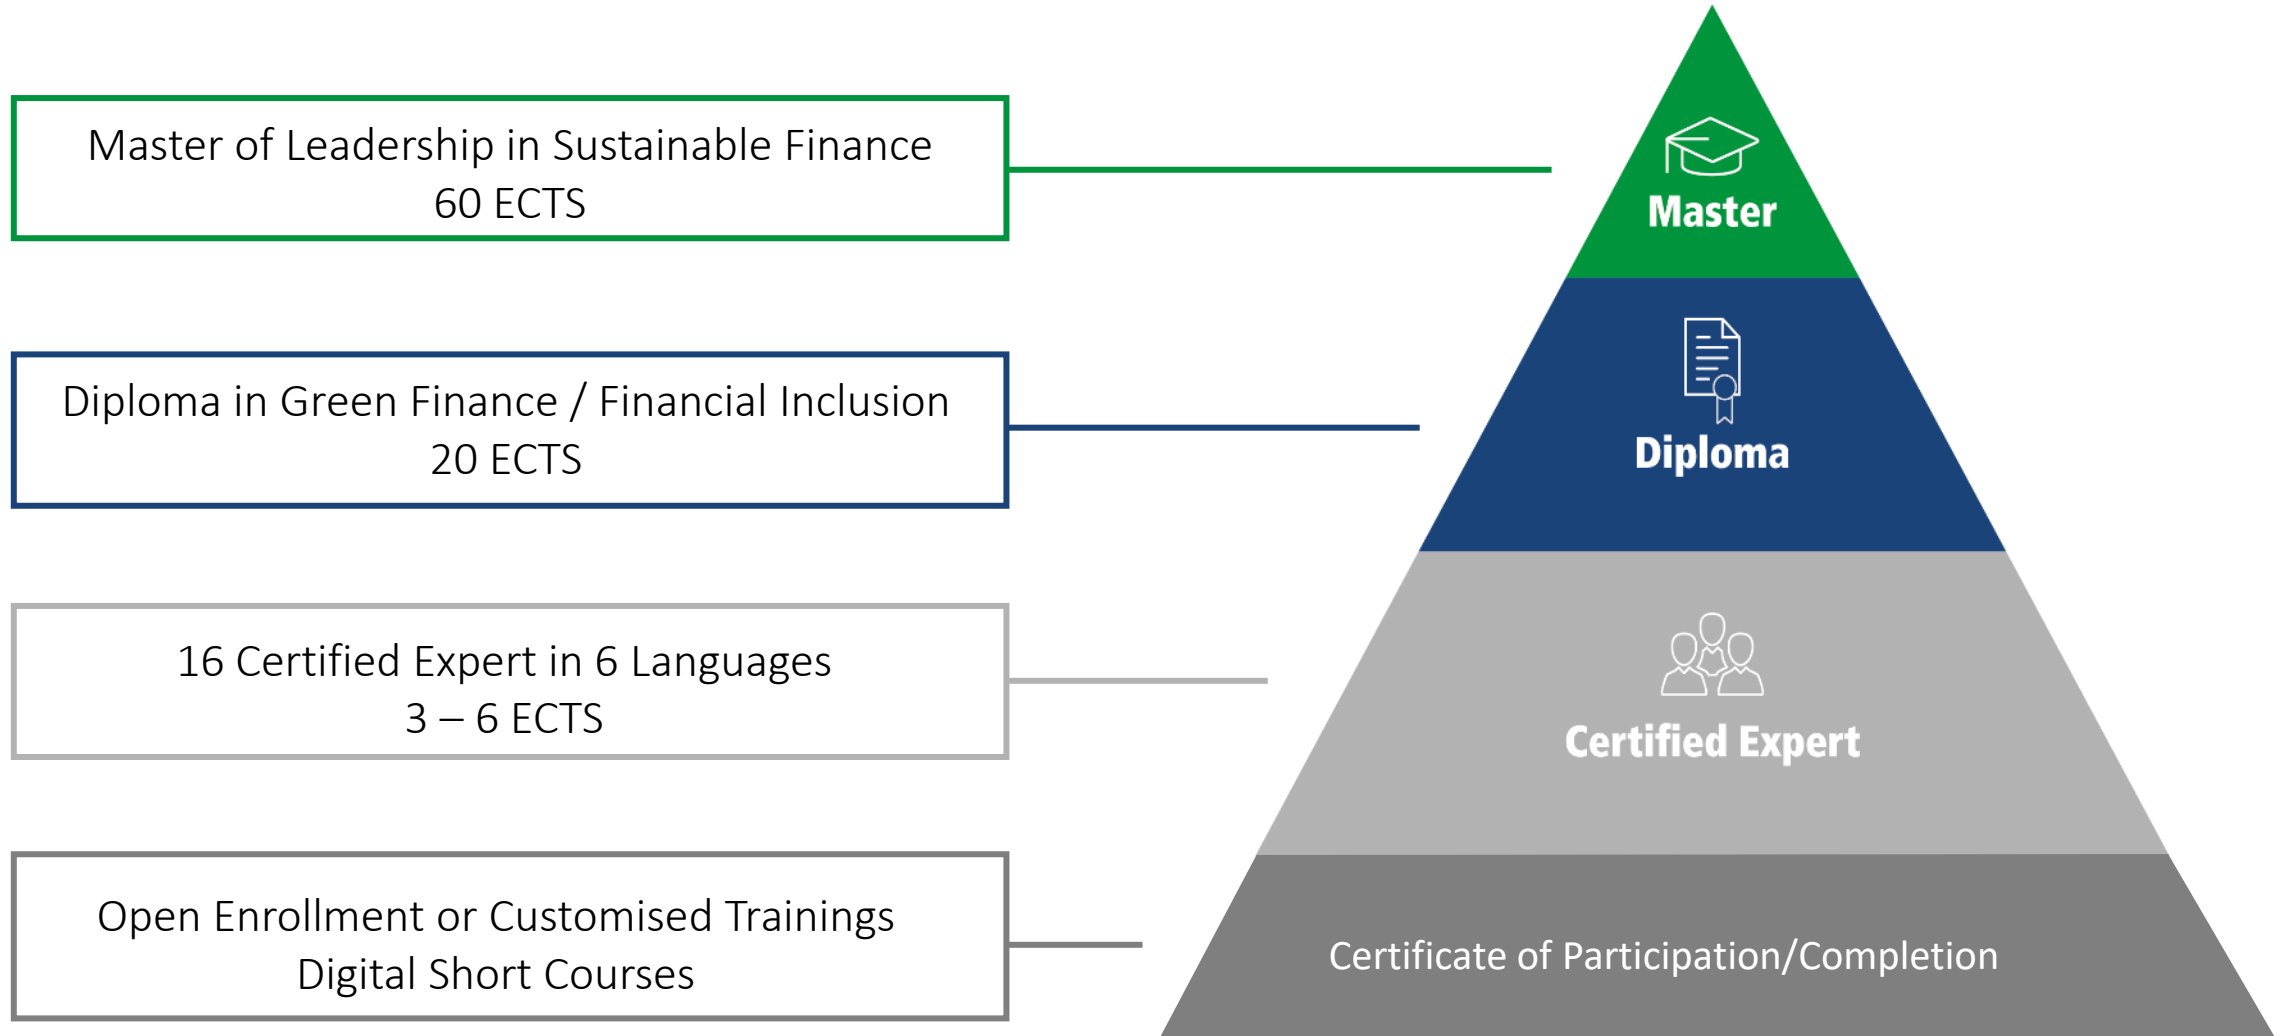 Master of Leadership in Sustainable Finance
60 ECTS
Master
Diploma in Green Finance / Financial Inclusion
20 ECTS
Diploma
16 Certified Expert in 6 Languages
3 – 6 ECTS
Certified Expert
Open Enrollment or Customised Trainings
Digital Short Courses
Certificate of Participation/Completion